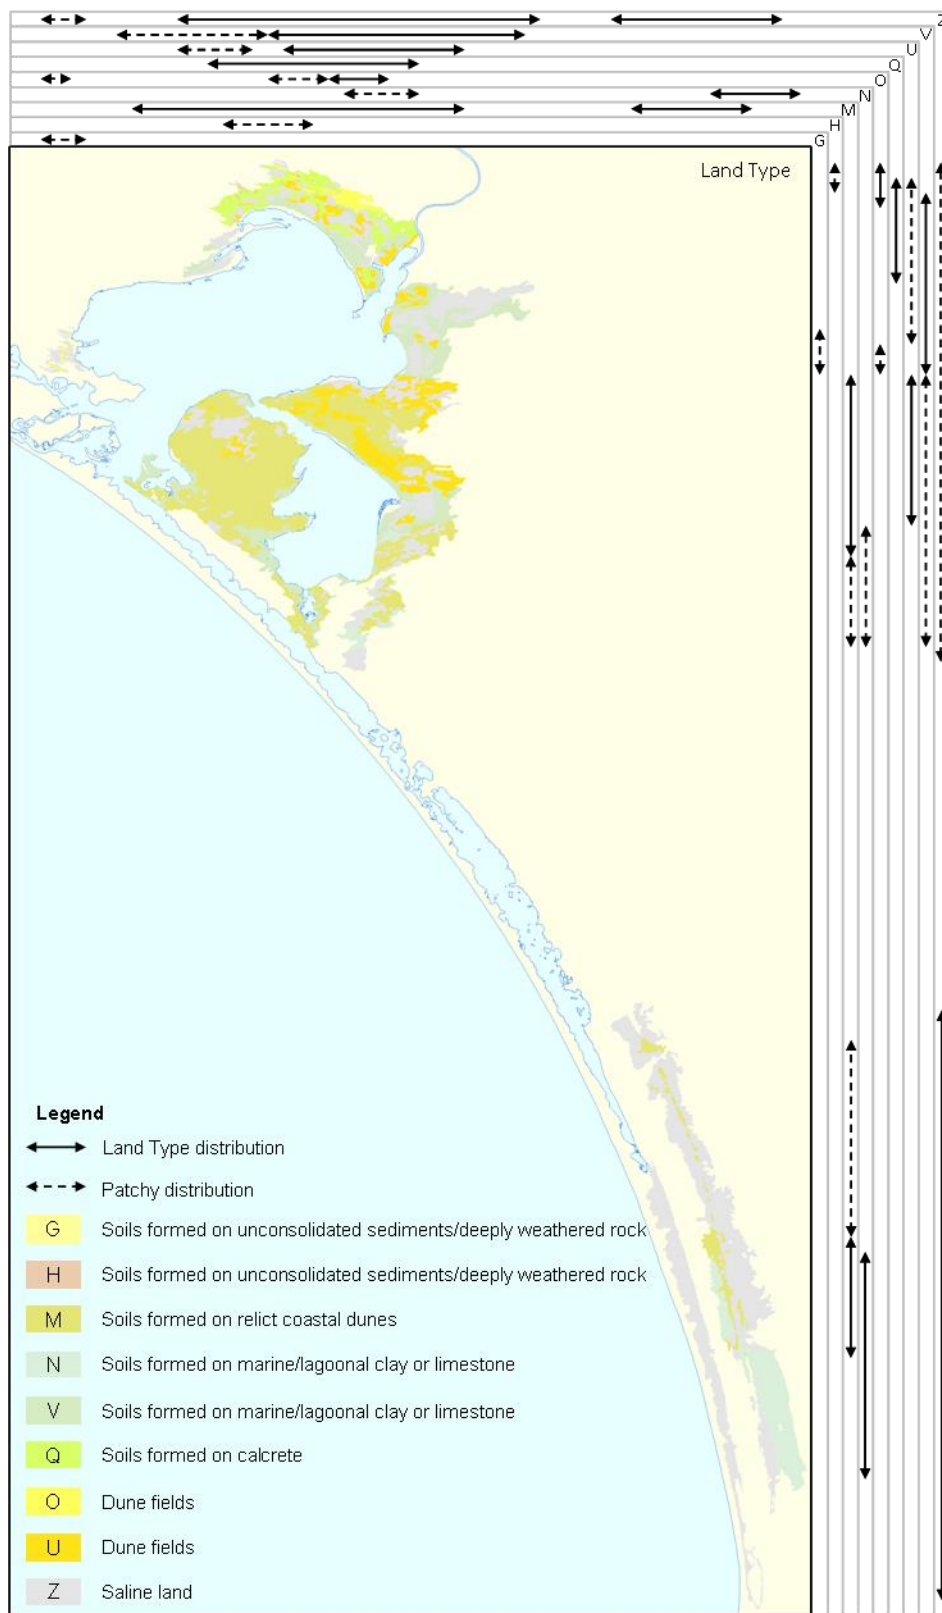 Z
V
U
Q
O
N
M
H
G
Land Type
Legend
Land Type distribution
Patchy distribution
G Soils formed on unconsolidated sediments/deeply weathered rock
H Soils formed on unconsolidated sediments/deeply weathered rock
M Soils formed on relict coastal dunes
N Soils formed on marine/lagoonal clay or limestone
V Soils formed on marine/lagoonal clay or limestone
Q Soils formed on calcrete
O Dune fields
U Dune fields
Z Saline land